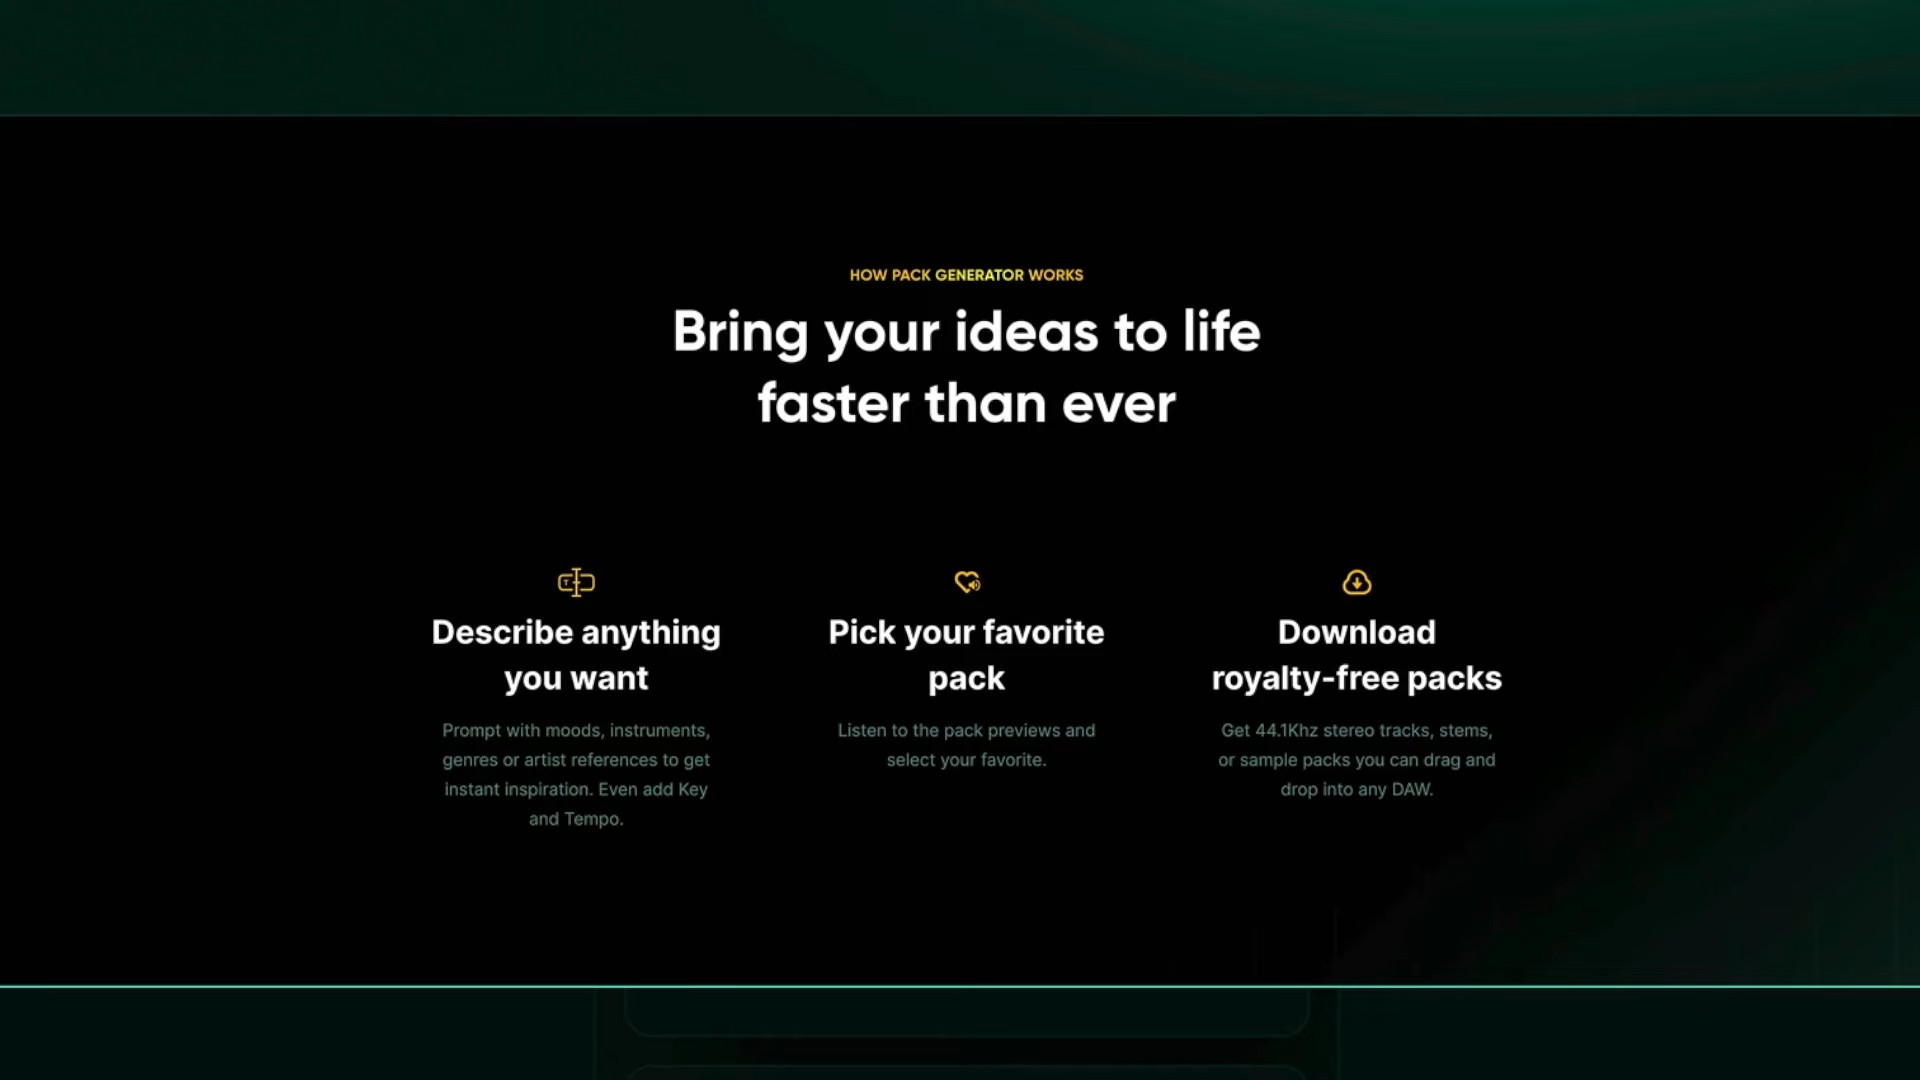 HOW PACK GENERATOR WORKS
Bring your ideas to life
faster than ever
Describe anything
you want
Prompt with moods, instruments,
genres or artist references to get
instant inspiration. Even add Key
and Tempo.
Pick your favorite
pack
Listen to the pack previews and
select your favorite.
Download
royalty-free packs
Get 44.1Khz stereo tracks, stems,
or sample packs you can drag and
drop into any DAW.